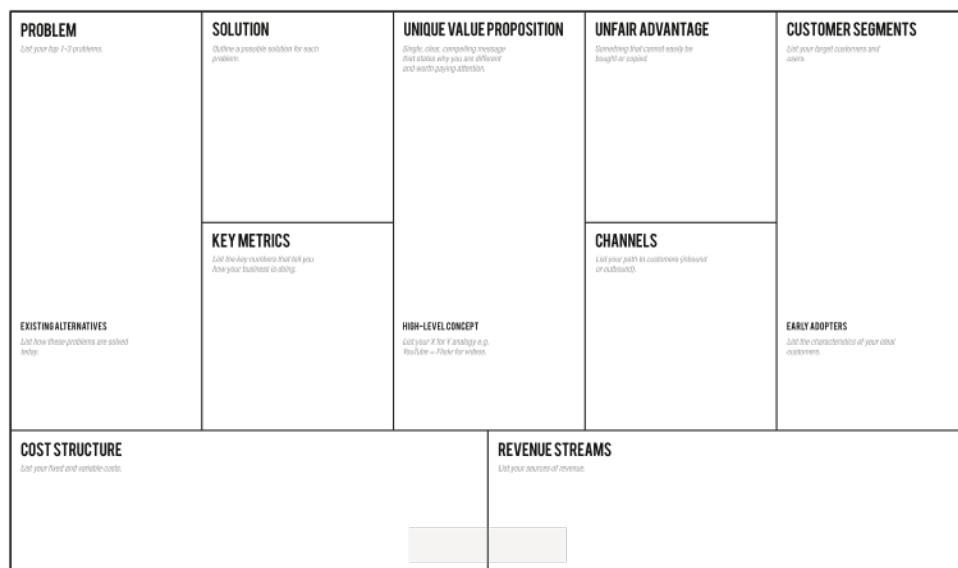 PROBLEM
List your top 1-3 problems.
EXISTING ALTERNATIVES
List how these problems are solved
today.
SOLUTION
Outline a possible solution for each
problem.
KEY METRICS
List the key numbers that tell you
how your business is doing.
UNIQUE VALUE PROPOSITION
Single, clear, compelling message
that states why you are different
and worth paying attention.
HIGH-LEVEL CONCEPT
List your X for Y analogy e.g.
YouTube = Flickr for videos.
UNFAIR ADVANTAGE
Something that cannot easily be
bought or copied.
CHANNELS
List your path to customers (inbound
or outbound).
CUSTOMER SEGMENTS
List your target customers and
users.
EARLY ADOPTERS
List the characteristics of your ideal
customers.
COST STRUCTURE
List your fixed and variable costs.
REVENUE STREAMS
List your sources of revenue.